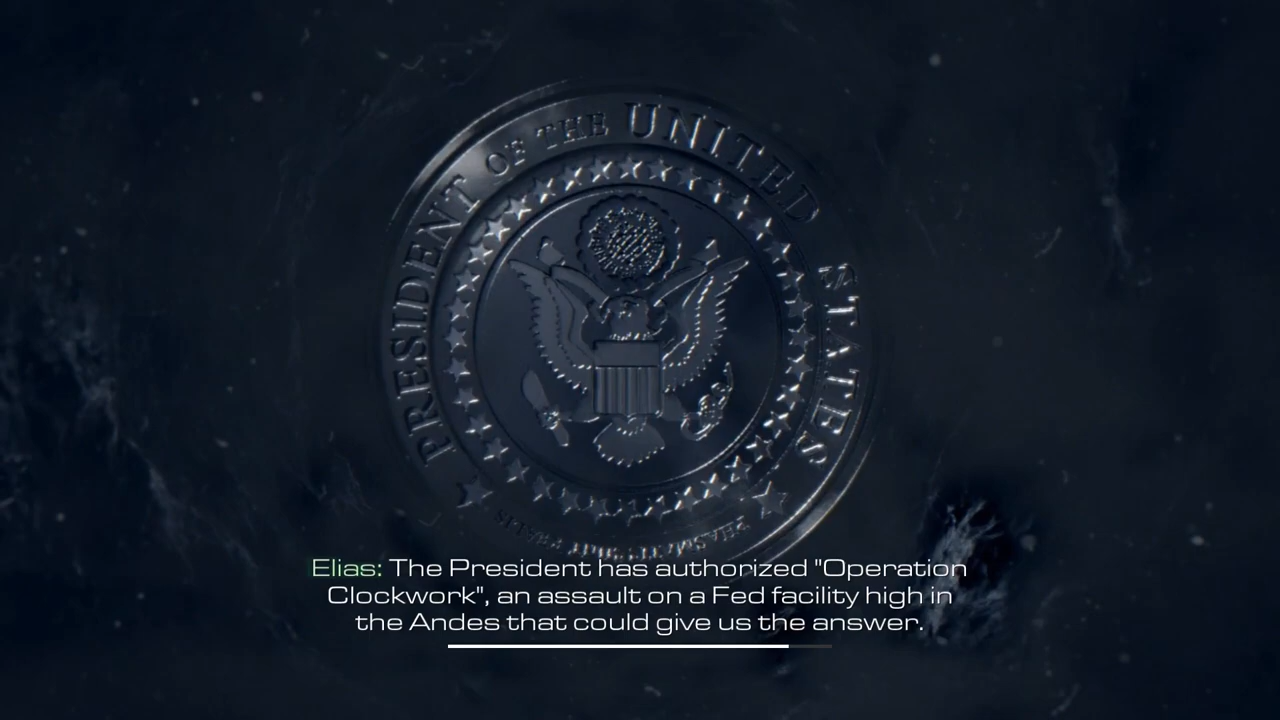 PRESIDENT OF THE UNITED STATES
Elias: The President has authorized "Operation
Clockwork", an assault on a Fed facility high in
the Andes that could give us the answer.